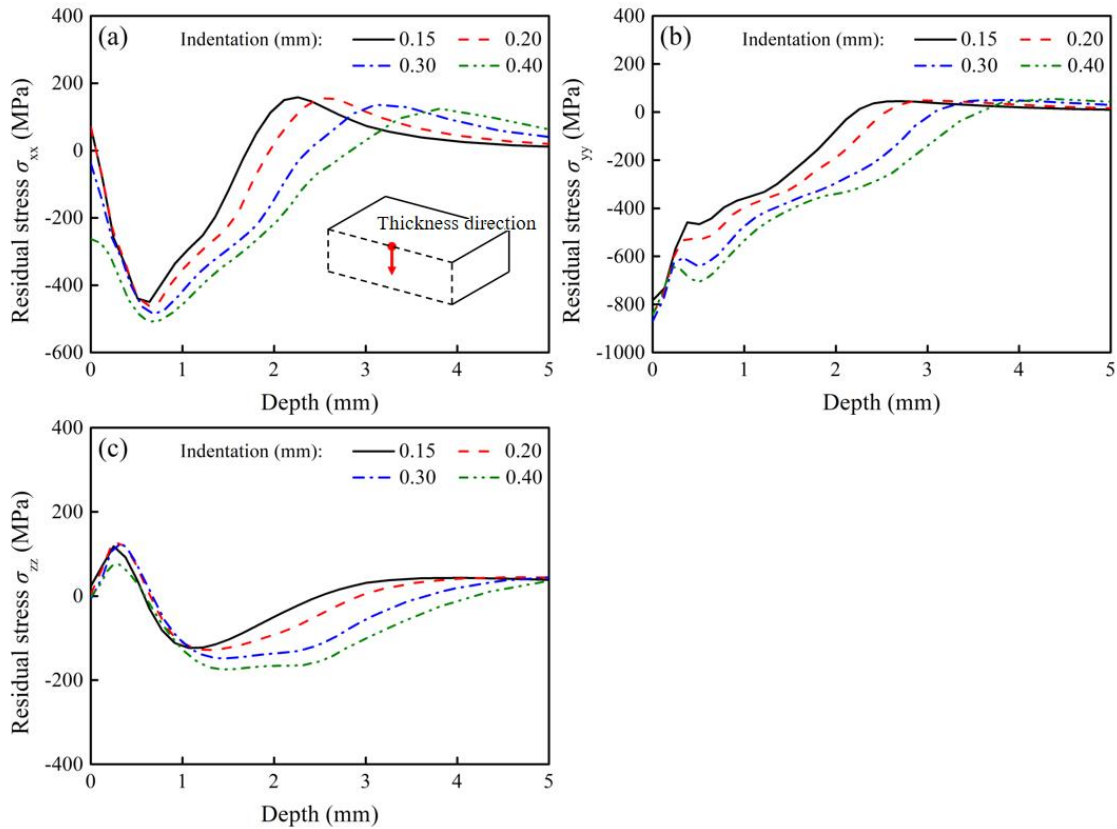 (a)
Indentation (mm): 0.15 0.20
0.30 0.40
400
200
0
-200
-400
-600
Residual stress σxx (MPa)
Thickness direction
0 1 2 3 4 5
Depth (mm)
(b)
Indentation (mm): 0.15 0.20
0.30 0.40
400
200
0
-200
-400
-600
-800
-1000
Residual stress σyy (MPa)
0 1 2 3 4 5
Depth (mm)
(c)
Indentation (mm): 0.15 0.20
0.30 0.40
400
200
0
-200
-400
Residual stress σzz (MPa)
0 1 2 3 4 5
Depth (mm)